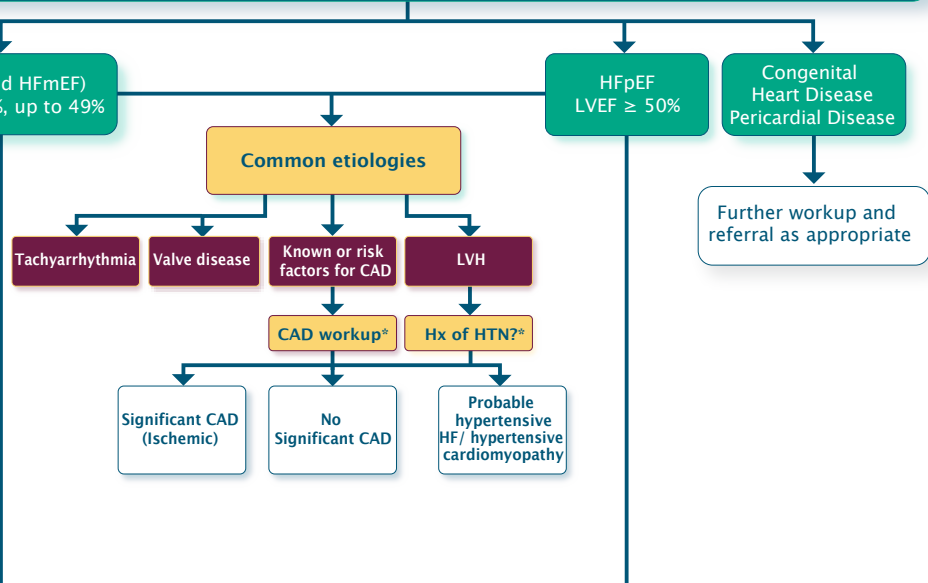 d HFmEF)
%, up to 49%
HFpEF
LVEF ≥ 50%
Congenital
Heart Disease
Pericardial Disease
Common etiologies
Further workup and
referral as appropriate
Tachyarrhythmia
Valve disease
Known or risk
factors for CAD
LVH
CAD workup*
Hx of HTN?*
Significant CAD
(Ischemic)
No
Significant CAD
Probable
hypertensive
HF/ hypertensive
cardiomyopathy